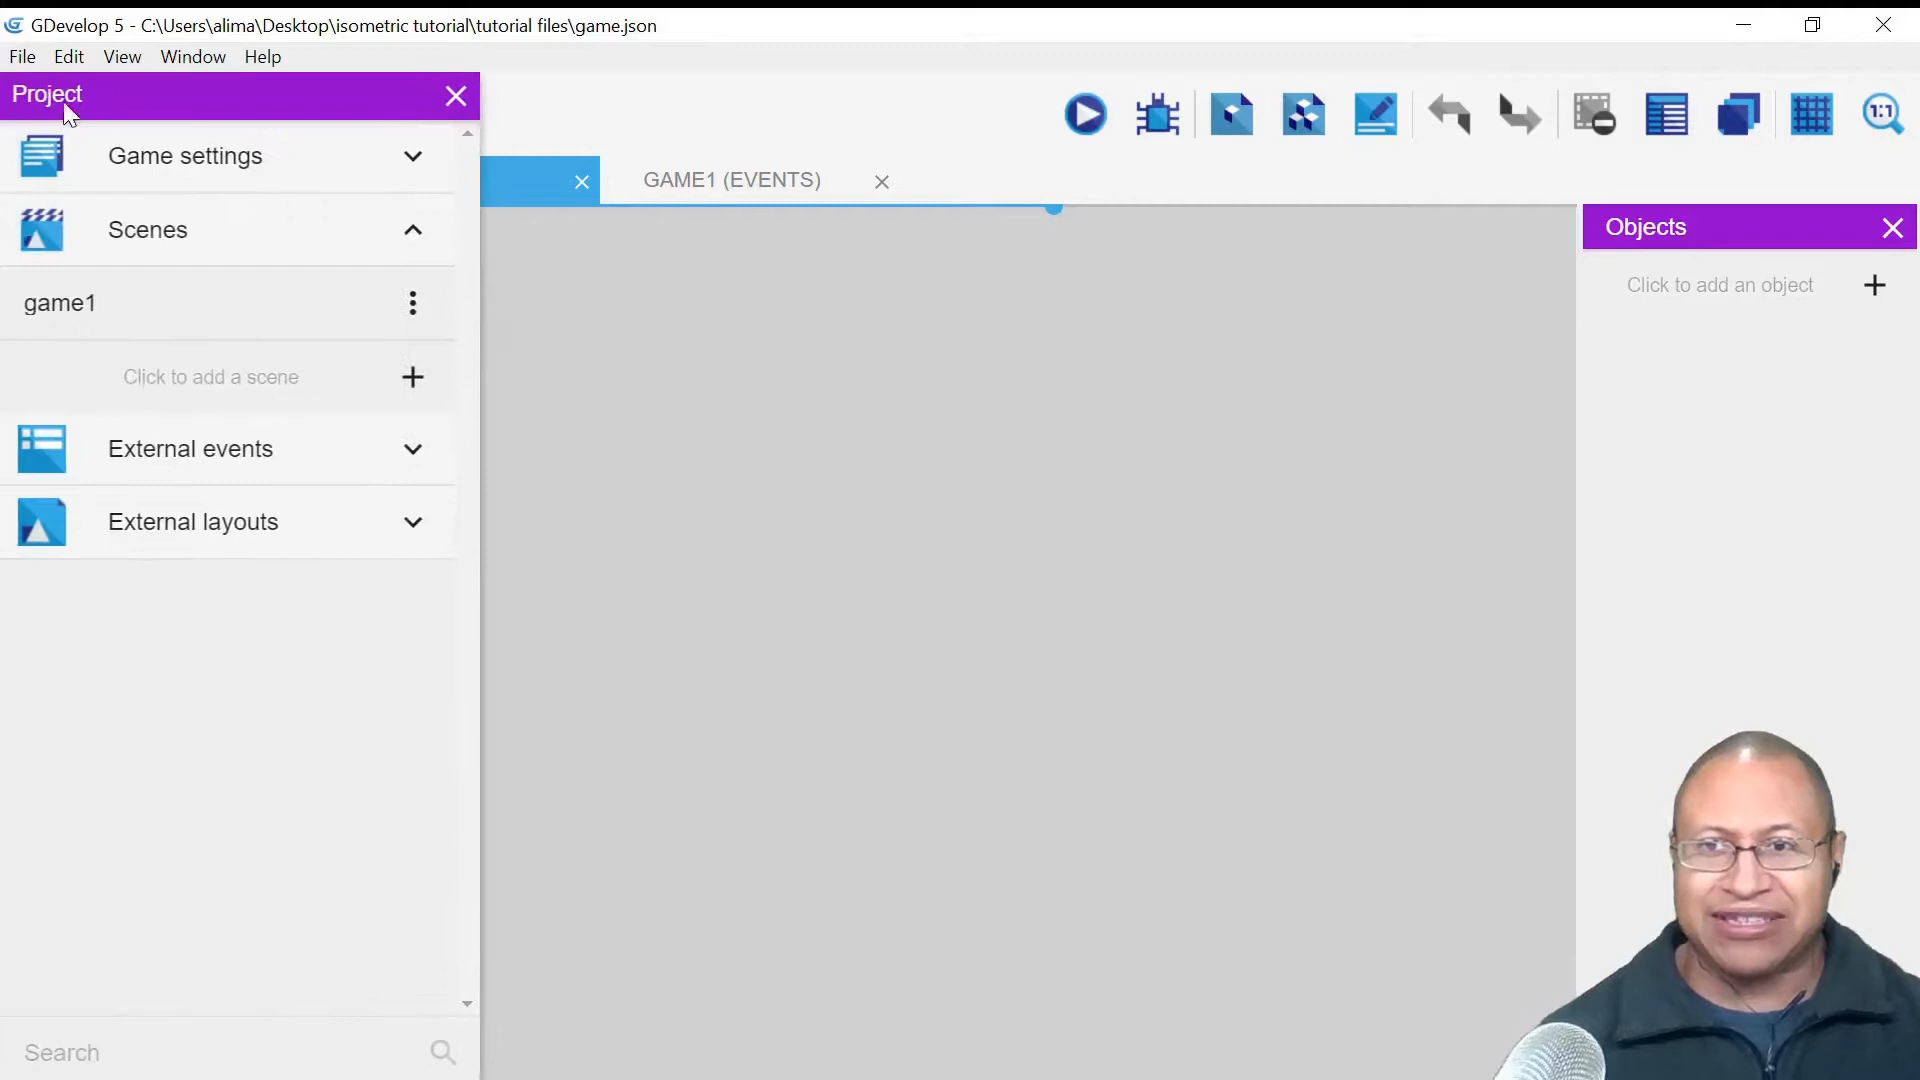 GDevelop 5 - C:\Users\alima\Desktop\isometric tutorial\tutorial files\game.json
File Edit View Window Help
Project
Game settings
Scenes
game1
Click to add a scene
External events
External layouts
Search
GAME1 (EVENTS)
1:1
Objects
Click to add an object